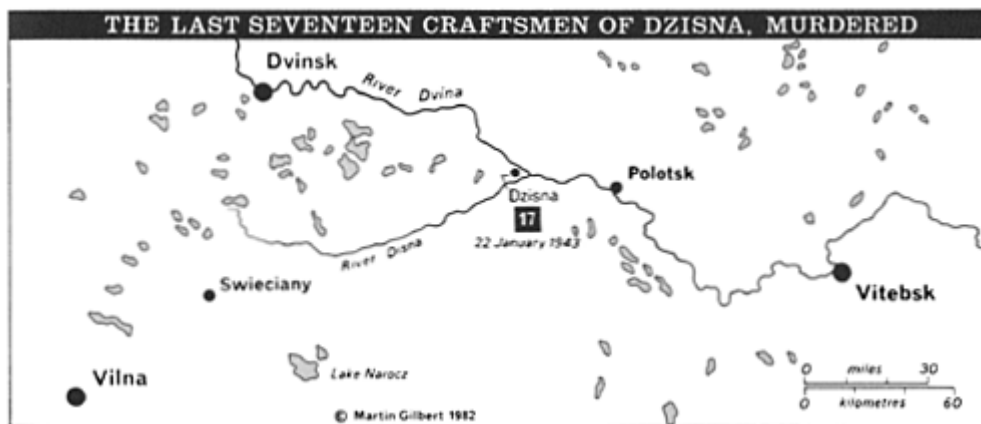 THE LAST SEVENTEEN CRAFTSMEN OF DZISNA, MURDERED
Dvinsk
River Dvina
Polotsk
Dzisna
17
22 January 1943
River Disna
Swieciany
Vitebsk
Lake Narocz
Vilna
0 miles 30
0 kilometres 60
© Martin Gilbert 1982